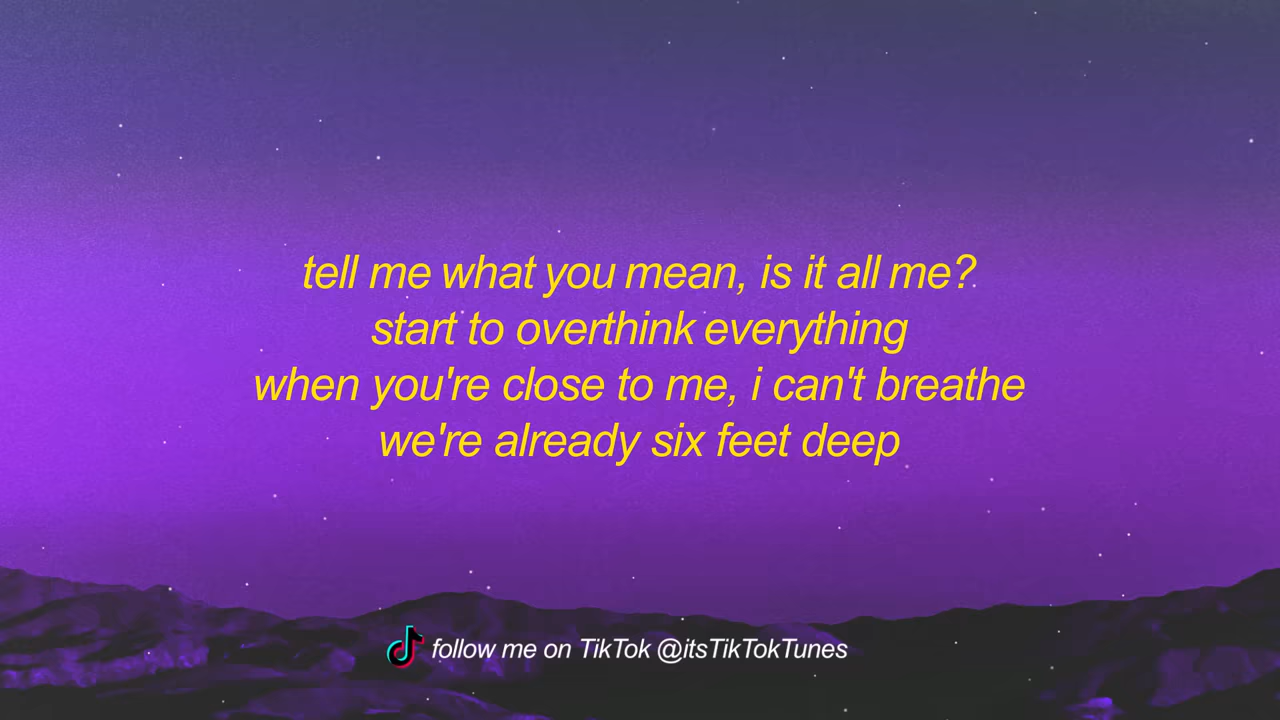 tell me what you mean, is it all me?
start to overthink everything
when you're close to me, i can't breathe
we're already six feet deep
follow me on TikTok @itsTikTokTunes